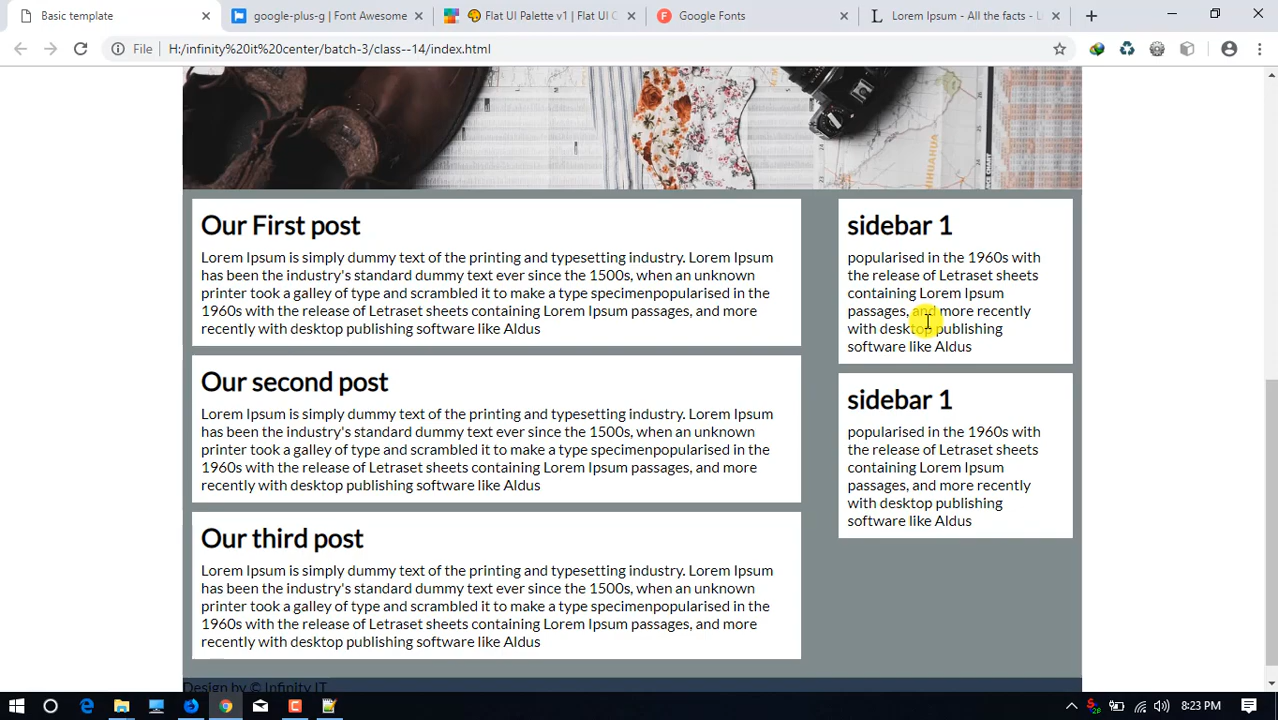 Basic template
google-plus-g | Font Awesome
Flat UI Palette v1 | Flat UI C
Google Fonts
Lorem Ipsum - All the facts - L
File
H:/infinity%20it%20center/batch-3/class--14/index.html
Our First post
Lorem Ipsum is simply dummy text of the printing and typesetting industry. Lorem Ipsum
has been the industry's standard dummy text ever since the 1500s, when an unknown
printer took a galley of type and scrambled it to make a type specimenpopularised in the
1960s with the release of Letraset sheets containing Lorem Ipsum passages, and more
recently with desktop publishing software like Aldus
Our second post
Lorem Ipsum is simply dummy text of the printing and typesetting industry. Lorem Ipsum
has been the industry's standard dummy text ever since the 1500s, when an unknown
printer took a galley of type and scrambled it to make a type specimenpopularised in the
1960s with the release of Letraset sheets containing Lorem Ipsum passages, and more
recently with desktop publishing software like Aldus
Our third post
Lorem Ipsum is simply dummy text of the printing and typesetting industry. Lorem Ipsum
has been the industry's standard dummy text ever since the 1500s, when an unknown
printer took a galley of type and scrambled it to make a type specimenpopularised in the
1960s with the release of Letraset sheets containing Lorem Ipsum passages, and more
recently with desktop publishing software like Aldus
sidebar 1
popularised in the 1960s with
the release of Letraset sheets
containing Lorem Ipsum
passages, and more recently
with desktop publishing
software like Aldus
sidebar 1
popularised in the 1960s with
the release of Letraset sheets
containing Lorem Ipsum
passages, and more recently
with desktop publishing
software like Aldus
Design by © Infinity IT
8:23 PM